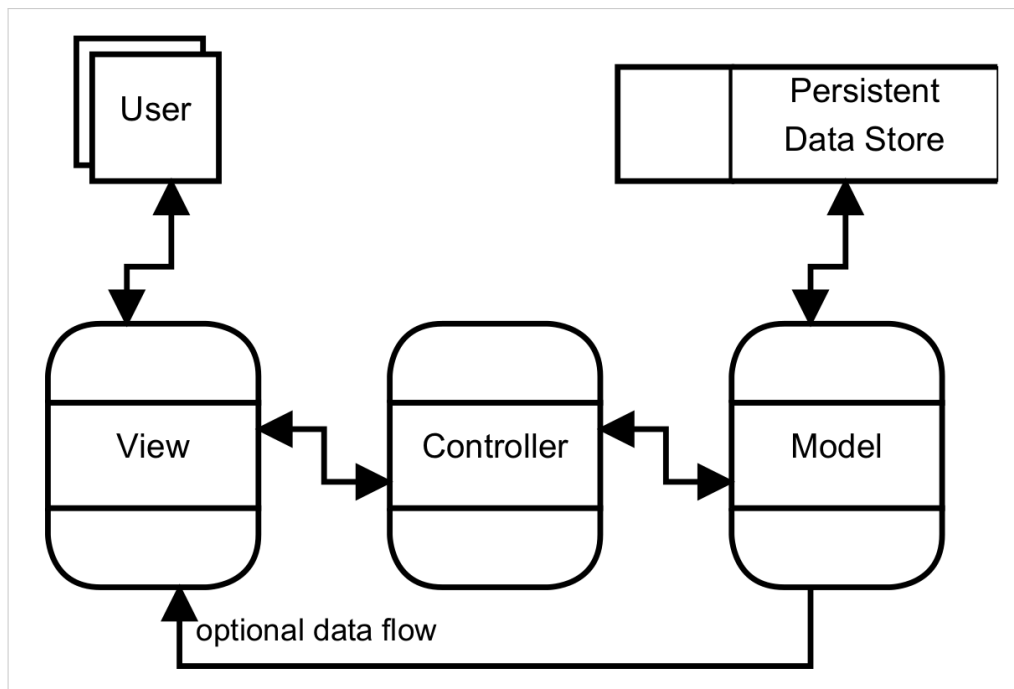 User
Persistent
Data Store
View
Controller
Model
optional data flow